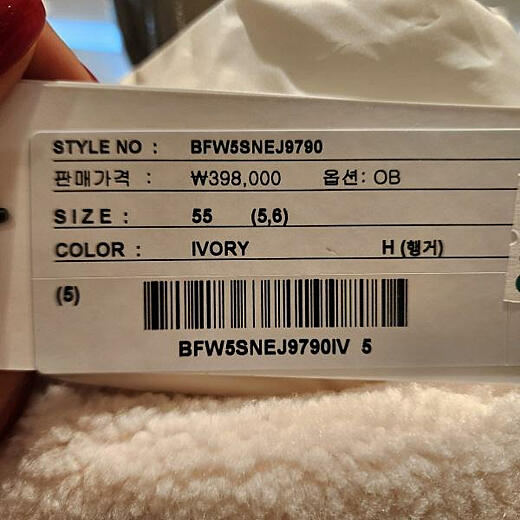 STYLE NO : BFW5SNEJ9790
판매가격 : ₩398,000 옵션: OB
SIZE : 55 (5,6)
COLOR : IVORY H (행거)
(5)
BFW5SNEJ9790IV 5